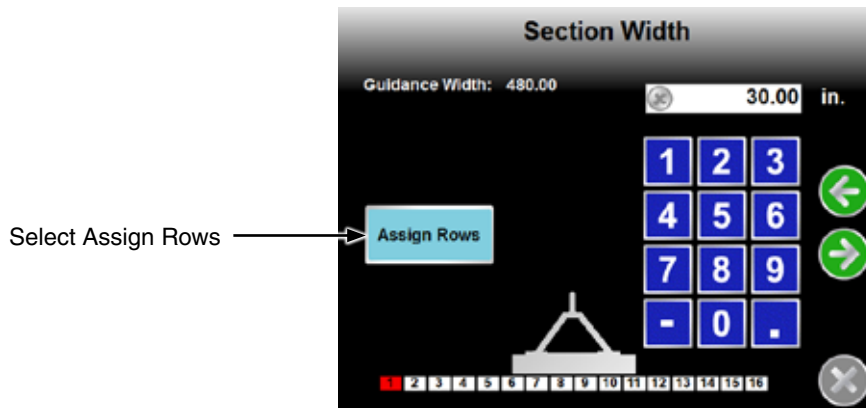 Section Width
Guidance Width: 480.00
30.00 in.
1 2 3
4 5 6
Select Assign Rows
Assign Rows
7 8 9
- 0 .
1 2 3 4 5 6 7 8 9 10 11 12 13 14 15 16